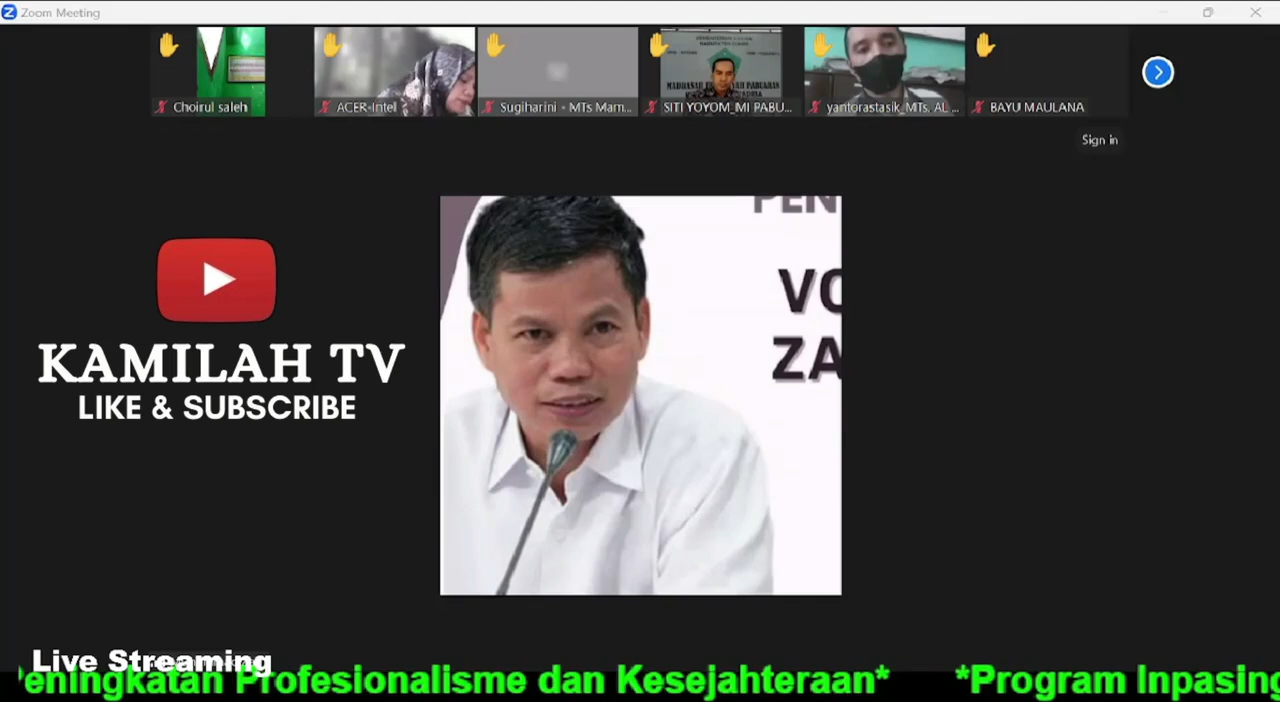 Zoom Meeting
Choirul saleh
ACER-Intel
Sugiharini - MTs Mam...
SITI YOYOM_MI PABU...
yantorastasik_MTs. AL ...
BAYU MAULANA
Sign in
PEN
VO
ZA
KAMILAH TV
LIKE & SUBSCRIBE
Live Streaming
eningkatan Profesionalisme dan Kesejahteraan* *Program Inpasing